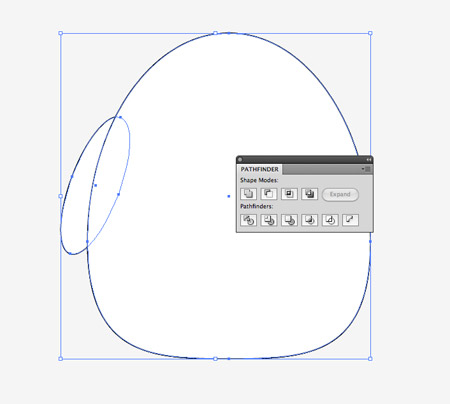 PATHFINDER
Shape Modes:
Expand
Pathfinders: